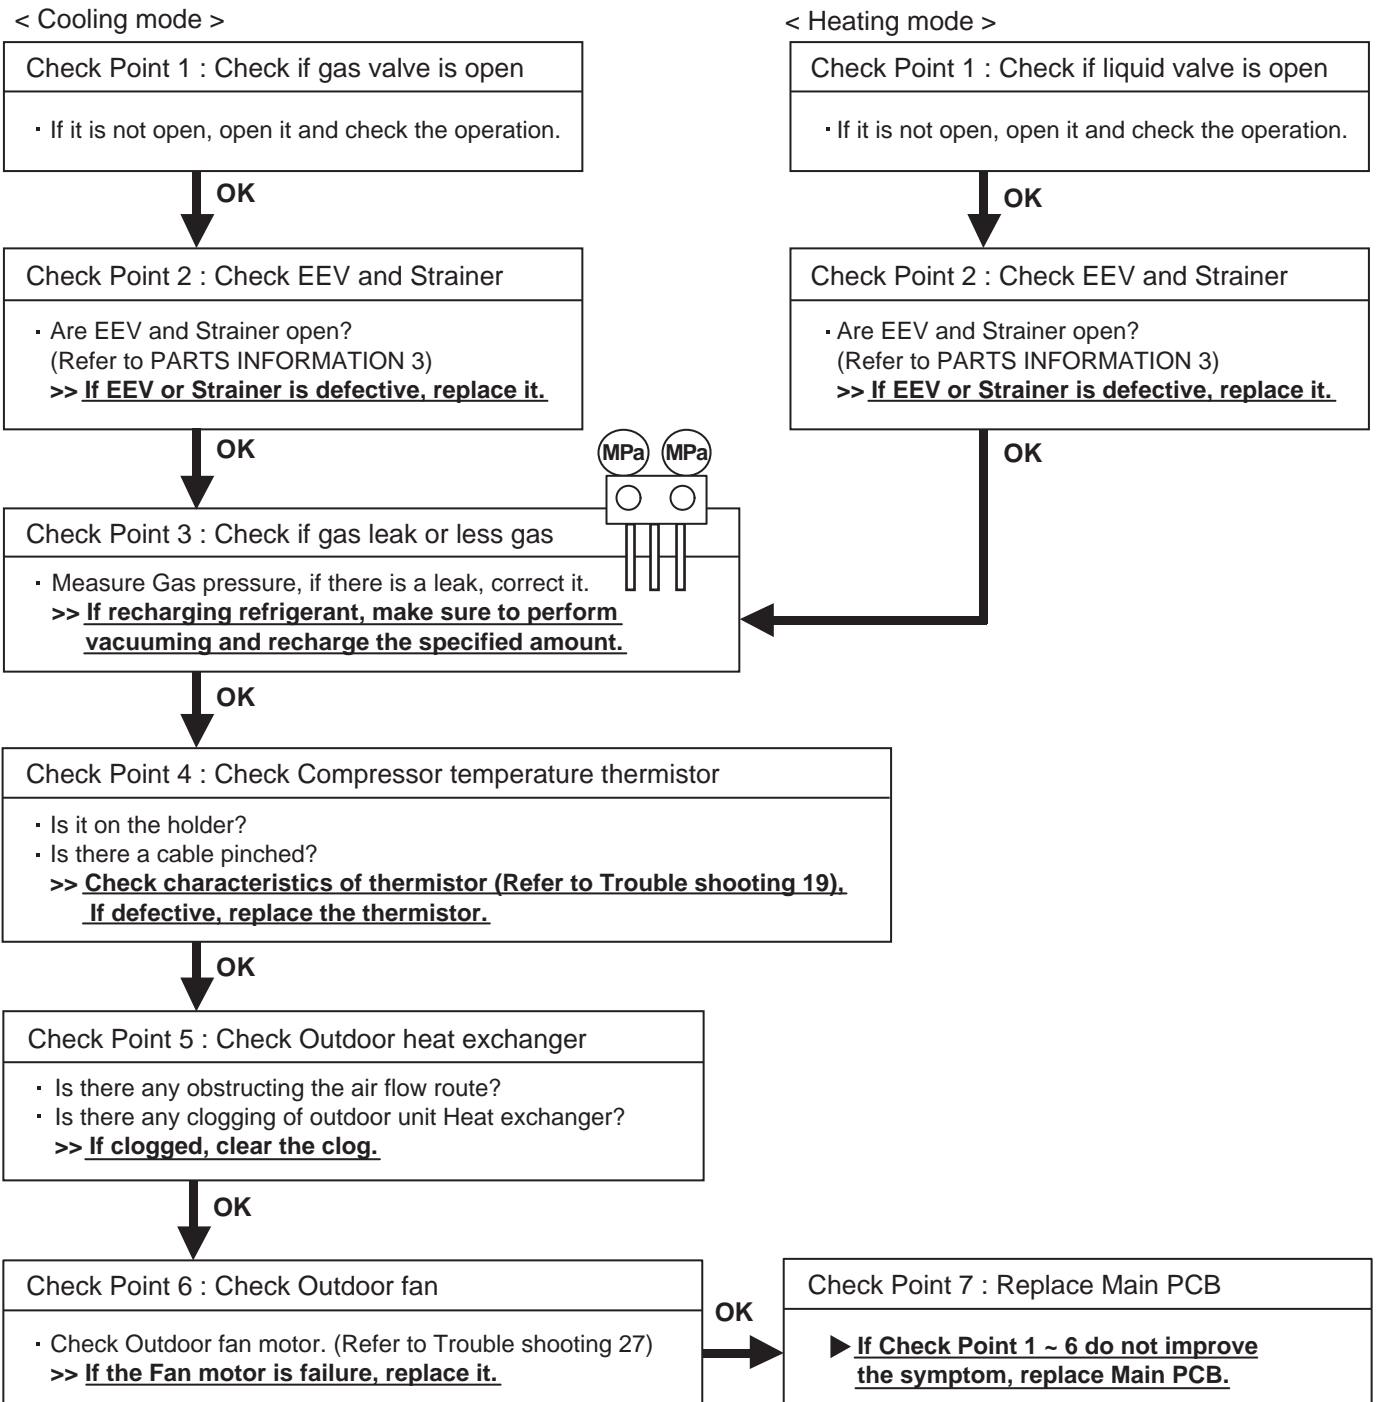 < Cooling mode >
Check Point 1 : Check if gas valve is open
· If it is not open, open it and check the operation.
OK
Check Point 2 : Check EEV and Strainer
· Are EEV and Strainer open?
(Refer to PARTS INFORMATION 3)
>> If EEV or Strainer is defective, replace it.
OK
< Heating mode >
Check Point 1 : Check if liquid valve is open
· If it is not open, open it and check the operation.
OK
Check Point 2 : Check EEV and Strainer
· Are EEV and Strainer open?
(Refer to PARTS INFORMATION 3)
>> If EEV or Strainer is defective, replace it.
OK
MPa MPa
Check Point 3 : Check if gas leak or less gas
· Measure Gas pressure, if there is a leak, correct it.
>> If recharging refrigerant, make sure to perform
vacuuming and recharge the specified amount.
OK
Check Point 4 : Check Compressor temperature thermistor
· Is it on the holder?
· Is there a cable pinched?
>> Check characteristics of thermistor (Refer to Trouble shooting 19),
If defective, replace the thermistor.
OK
Check Point 5 : Check Outdoor heat exchanger
· Is there any obstructing the air flow route?
· Is there any clogging of outdoor unit Heat exchanger?
>> If clogged, clear the clog.
OK
Check Point 6 : Check Outdoor fan
· Check Outdoor fan motor. (Refer to Trouble shooting 27)
>> If the Fan motor is failure, replace it.
OK
Check Point 7 : Replace Main PCB
▶ If Check Point 1 ~ 6 do not improve
the symptom, replace Main PCB.